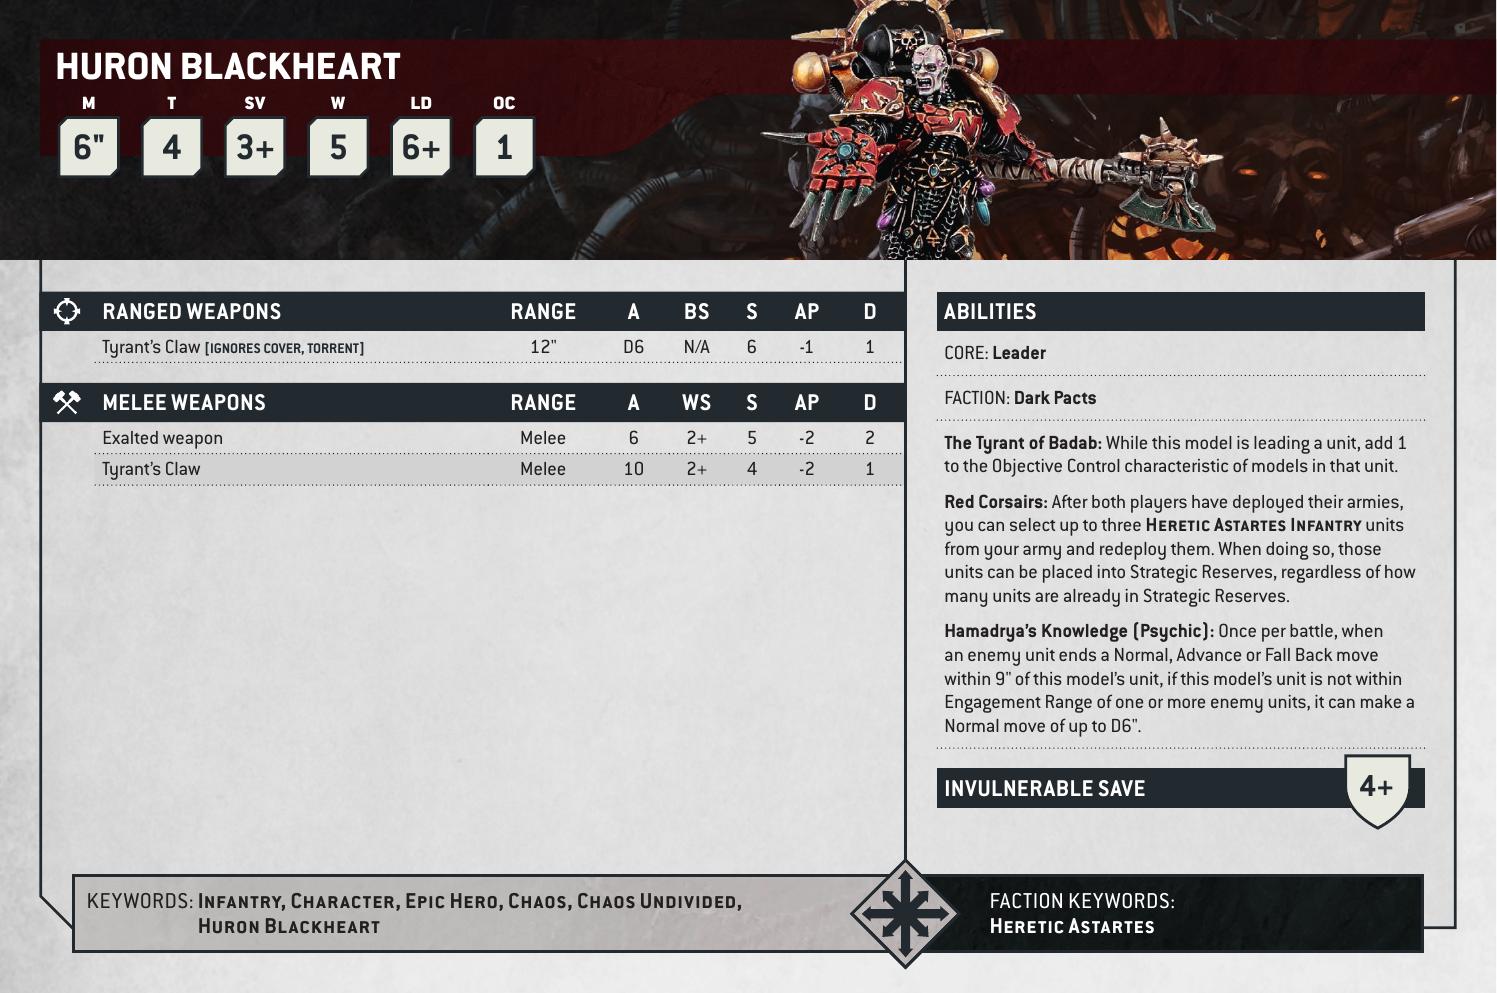 HURON BLACKHEART
M T SV W LD OC
6" 4 3+ 5 6+ 1
RANGED WEAPONS RANGE A BS S AP D
Tyrant's Claw [IGNORES COVER, TORRENT] 12" D6 N/A 6 -1 1
MELEE WEAPONS RANGE A WS S AP D
Exalted weapon Melee 6 2+ 5 -2 2
Tyrant's Claw Melee 10 2+ 4 -2 1
ABILITIES
CORE: Leader
FACTION: Dark Pacts
The Tyrant of Badab: While this model is leading a unit, add 1
to the Objective Control characteristic of models in that unit.
Red Corsairs: After both players have deployed their armies,
you can select up to three HERETIC ASTARTES INFANTRY units
from your army and redeploy them. When doing so, those
units can be placed into Strategic Reserves, regardless of how
many units are already in Strategic Reserves.
Hamadrya's Knowledge (Psychic): Once per battle, when
an enemy unit ends a Normal, Advance or Fall Back move
within 9" of this model's unit, if this model's unit is not within
Engagement Range of one or more enemy units, it can make a
Normal move of up to D6".
INVULNERABLE SAVE 4+
KEYWORDS: INFANTRY, CHARACTER, EPIC HERO, CHAOS, CHAOS UNDIVIDED,
HURON BLACKHEART
FACTION KEYWORDS:
HERETIC ASTARTES